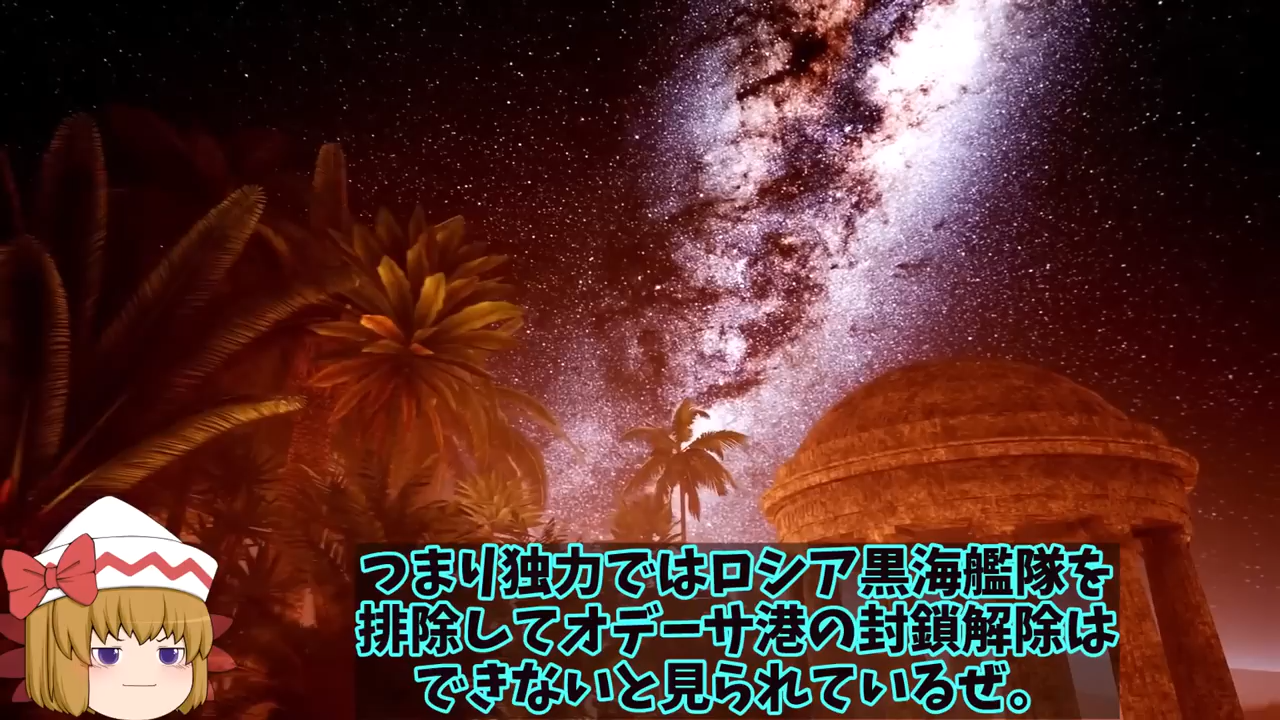 つまり独力ではロシア黒海艦隊を
排除してオデーサ港の封鎖解除は
できないと見られているぜ。